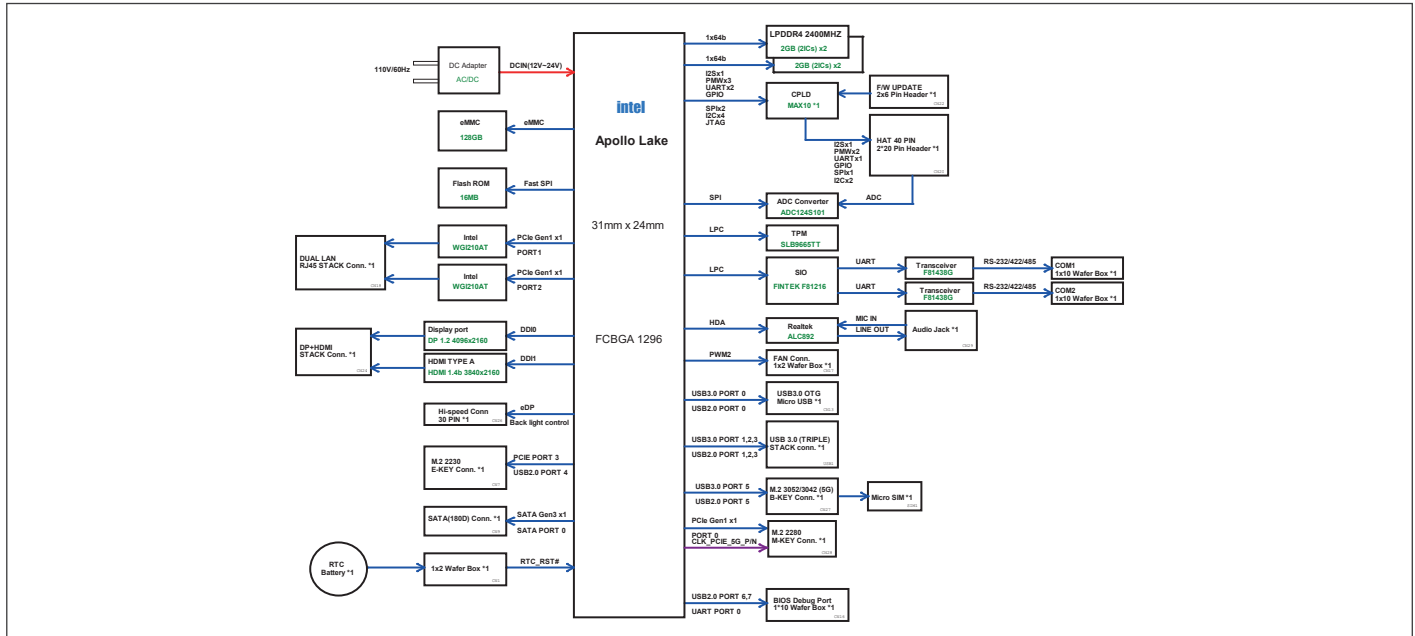 110V/60Hz
DC Adapter
AC/DC
DCIN(12V~24V)
eMMC
128GB
eMMC
Flash ROM
16MB
Fast SPI
DUAL LAN
RJ45 STACK Conn. *1
Intel
WGI210AT
PCIe Gen1 x1
PORT1
Intel
WGI210AT
PCIe Gen1 x1
PORT2
DP+HDMI
STACK Conn. *1
Display port
DP 1.2 4096x2160
DDI0
HDMI TYPE A
HDMI 1.4b 3840x2160
DDI1
Hi-speed Conn
30 PIN *1
eDP
Back light control
M.2 2230
E-KEY Conn. *1
PCIE PORT 3
USB2.0 PORT 4
SATA(180D) Conn. *1
SATA Gen3 x1
SATA PORT 0
RTC
Battery *1
1x2 Wafer Box *1
RTC_RST#
intel
Apollo Lake
31mm x 24mm
FCBGA 1296
1x64b
LPDDR4 2400MHZ
2GB (2ICs) x2
1x64b
2GB (2ICs) x2
I2Sx1
PMWx3
UARTx2
GPIO
SPIx2
I2Cx4
JTAG
CPLD
MAX10 *1
F/W UPDATE
2x6 Pin Header *1
I2Sx1
PMWx2
UARTx1
GPIO
SPIx1
I2Cx2
HAT 40 PIN
2*20 Pin Header *1
SPI
ADC Converter
ADC124S101
ADC
LPC
TPM
SLB9665TT
LPC
SIO
FINTEK F81216
UART
Transceiver
F81438G
RS-232/422/485
COM1
1x10 Wafer Box *1
UART
Transceiver
F81438G
RS-232/422/485
COM2
1x10 Wafer Box *1
HDA
Realtek
ALC892
MIC IN
LINE OUT
Audio Jack *1
PWM2
FAN Conn.
1x2 Wafer Box *1
USB3.0 PORT 0
USB2.0 PORT 0
USB3.0 OTG
Micro USB *1
USB3.0 PORT 1,2,3
USB2.0 PORT 1,2,3
USB 3.0 (TRIPLE)
STACK conn. *1
USB3.0 PORT 5
USB2.0 PORT 5
M.2 3052/3042 (5G)
B-KEY Conn. *1
Micro SIM *1
PCIe Gen1 x1
PORT 0
CLK_PCIE_5G_P/N
M.2 2280
M-KEY Conn. *1
USB2.0 PORT 6,7
UART PORT 0
BIOS Debug Port
1*10 Wafer Box *1